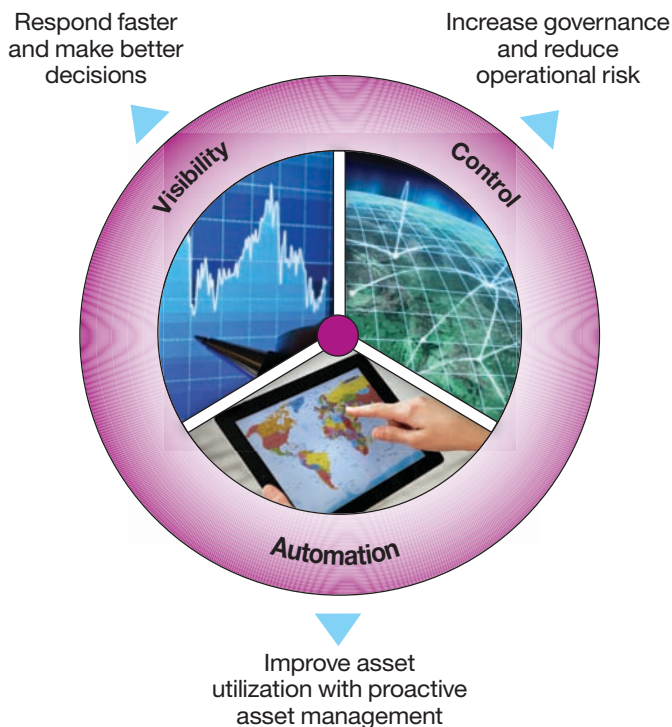 Respond faster
and make better
decisions
Increase governance
and reduce
operational risk
Visibility
Control
Automation
Improve asset
utilization with proactive
asset management